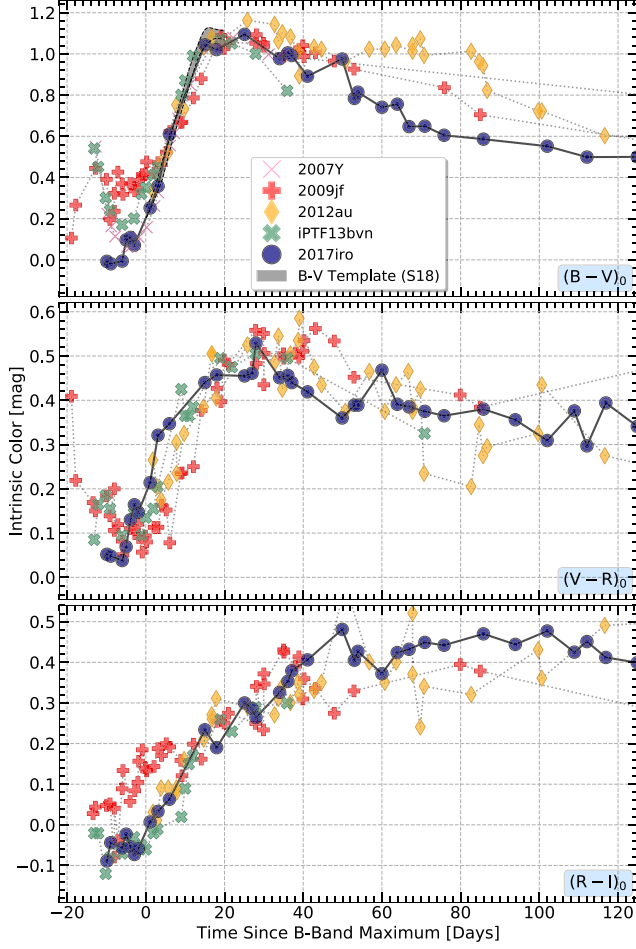 1.2
1.0
0.8
0.6
0.4
0.2
0.0
2007Y
2009jf
2012au
iPTF13bvn
2017iro
B-V Template (S18)
(B − V)₀
0.6
0.5
0.4
0.3
0.2
0.1
0.0
Intrinsic Color [mag]
(V − R)₀
0.5
0.4
0.3
0.2
0.1
0.0
−0.1
(R − I)₀
−20 0 20 40 60 80 100 120
Time Since B-Band Maximum [Days]